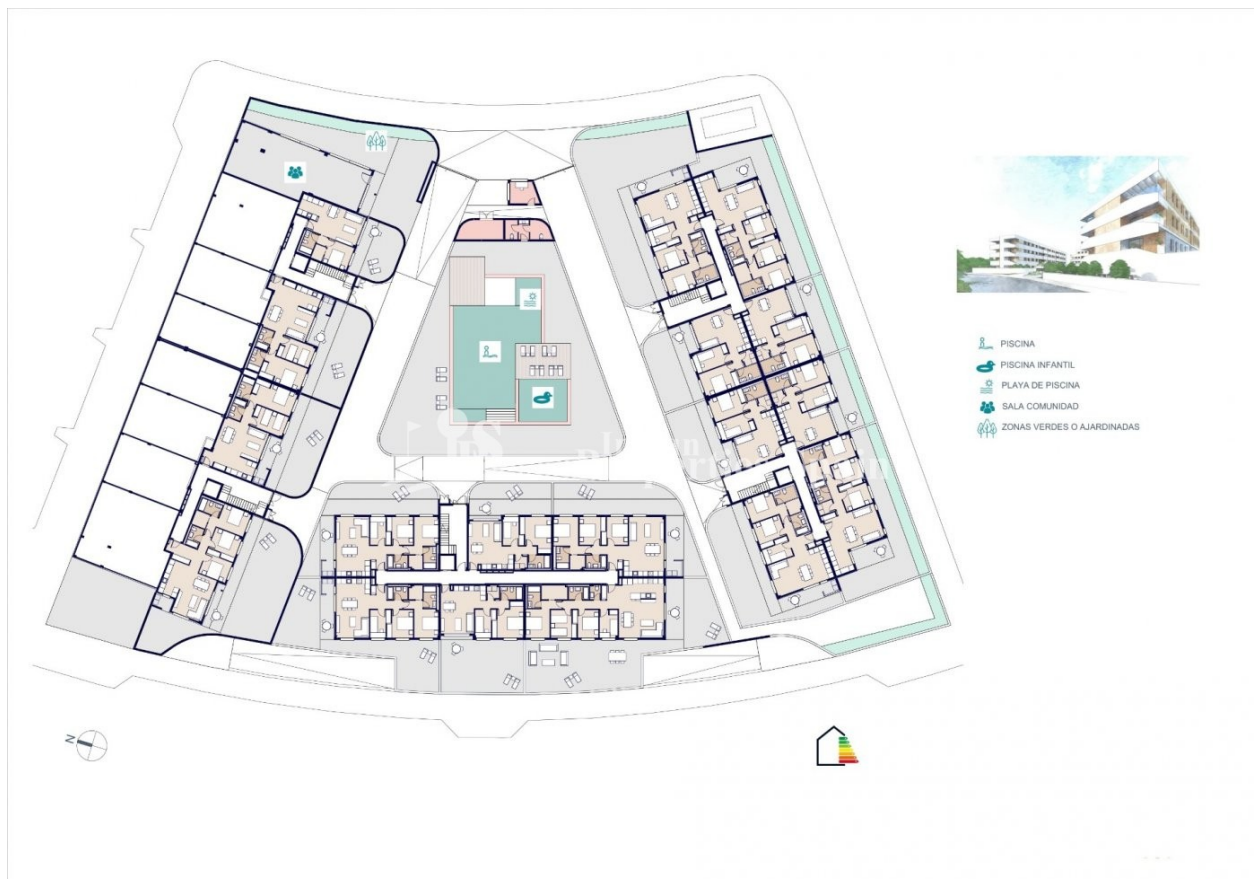 PISCINA
PISCINA INFANTIL
PLAYA DE PISCINA
SALA COMUNIDAD
ZONAS VERDES O AJARDINADAS
N